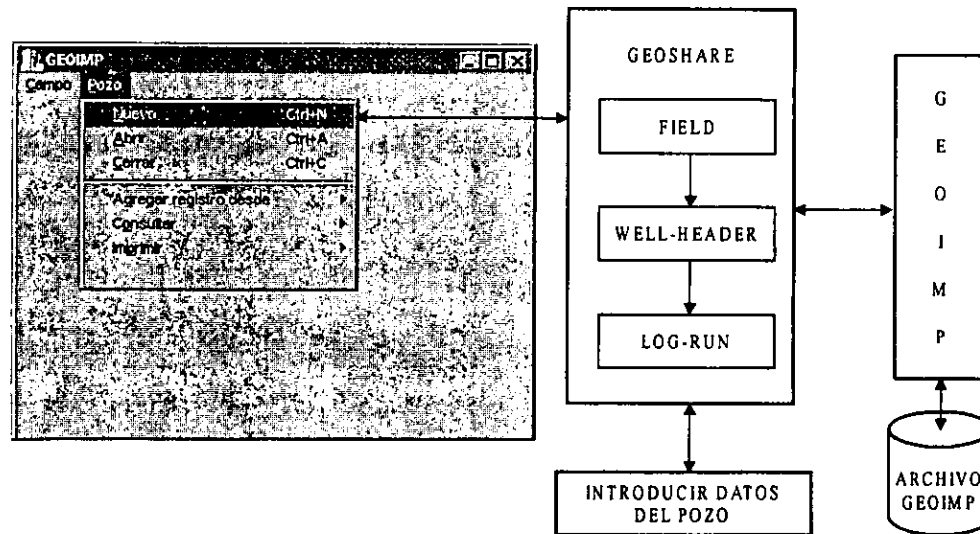 GEOIMP
Campo Pozo
Nuevo Ctrl+N
Abrir Ctrl+A
Cerrar Ctrl+C
Agregar registro desde
Consultar
Imprimir
GEOSHARE
FIELD
WELL-HEADER
LOG-RUN
INTRODUCIR DATOS
DEL POZO
G
E
O
I
M
P
ARCHIVO
GEOIMP